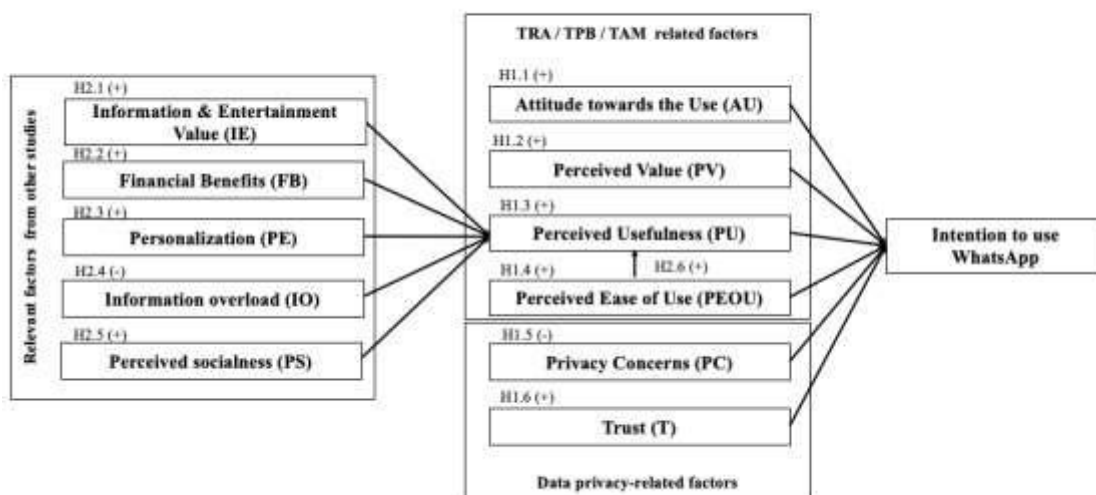 Relevant factors from other studies
H2.1 (+)
Information & Entertainment
Value (IE)
H2.2 (+)
Financial Benefits (FB)
H2.3 (+)
Personalization (PE)
H2.4 (-)
Information overload (IO)
H2.5 (+)
Perceived socialness (PS)
TRA / TPB / TAM related factors
H1.1 (+)
Attitude towards the Use (AU)
H1.2 (+)
Perceived Value (PV)
H1.3 (+)
Perceived Usefulness (PU)
H2.6 (+)
H1.4 (+)
Perceived Ease of Use (PEOU)
H1.5 (-)
Privacy Concerns (PC)
H1.6 (+)
Trust (T)
Data privacy-related factors
Intention to use
WhatsApp